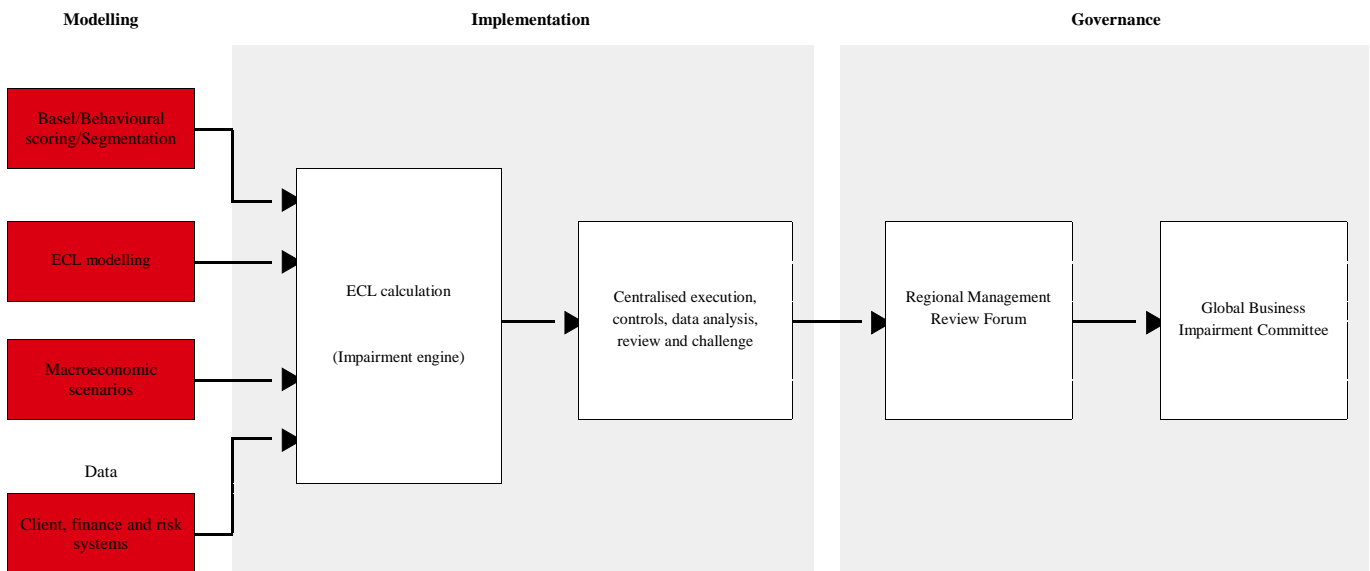 Modelling
Implementation
Governance
Basel/Behavioural
scoring/Segmentation
ECL modelling
Macroeconomic
scenarios
Data
Client, finance and risk
systems
ECL calculation
(Impairment engine)
Centralised execution,
controls, data analysis,
review and challenge
Regional Management
Review Forum
Global Business
Impairment Committee